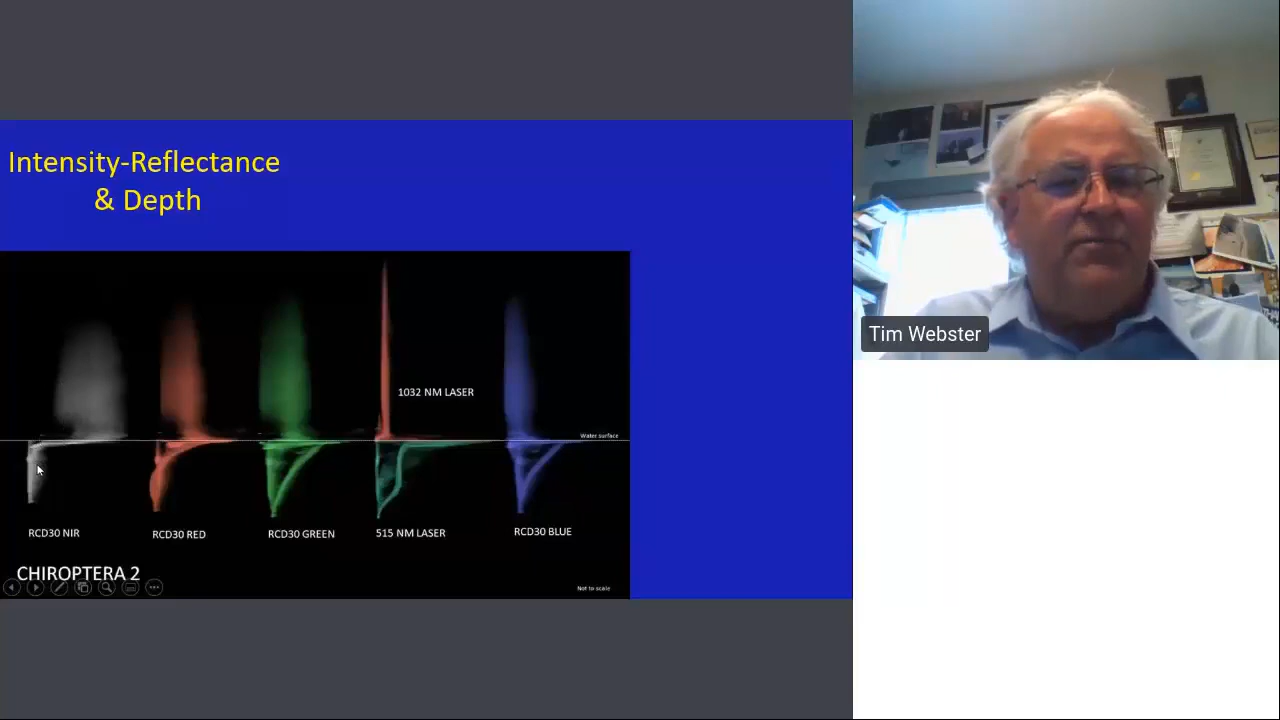 Intensity-Reflectance
& Depth
1032 NM LASER
Water surface
RCD30 NIR
RCD30 RED
RCD30 GREEN
515 NM LASER
RCD30 BLUE
CHIROPTERA 2
Not to scale
Tim Webster